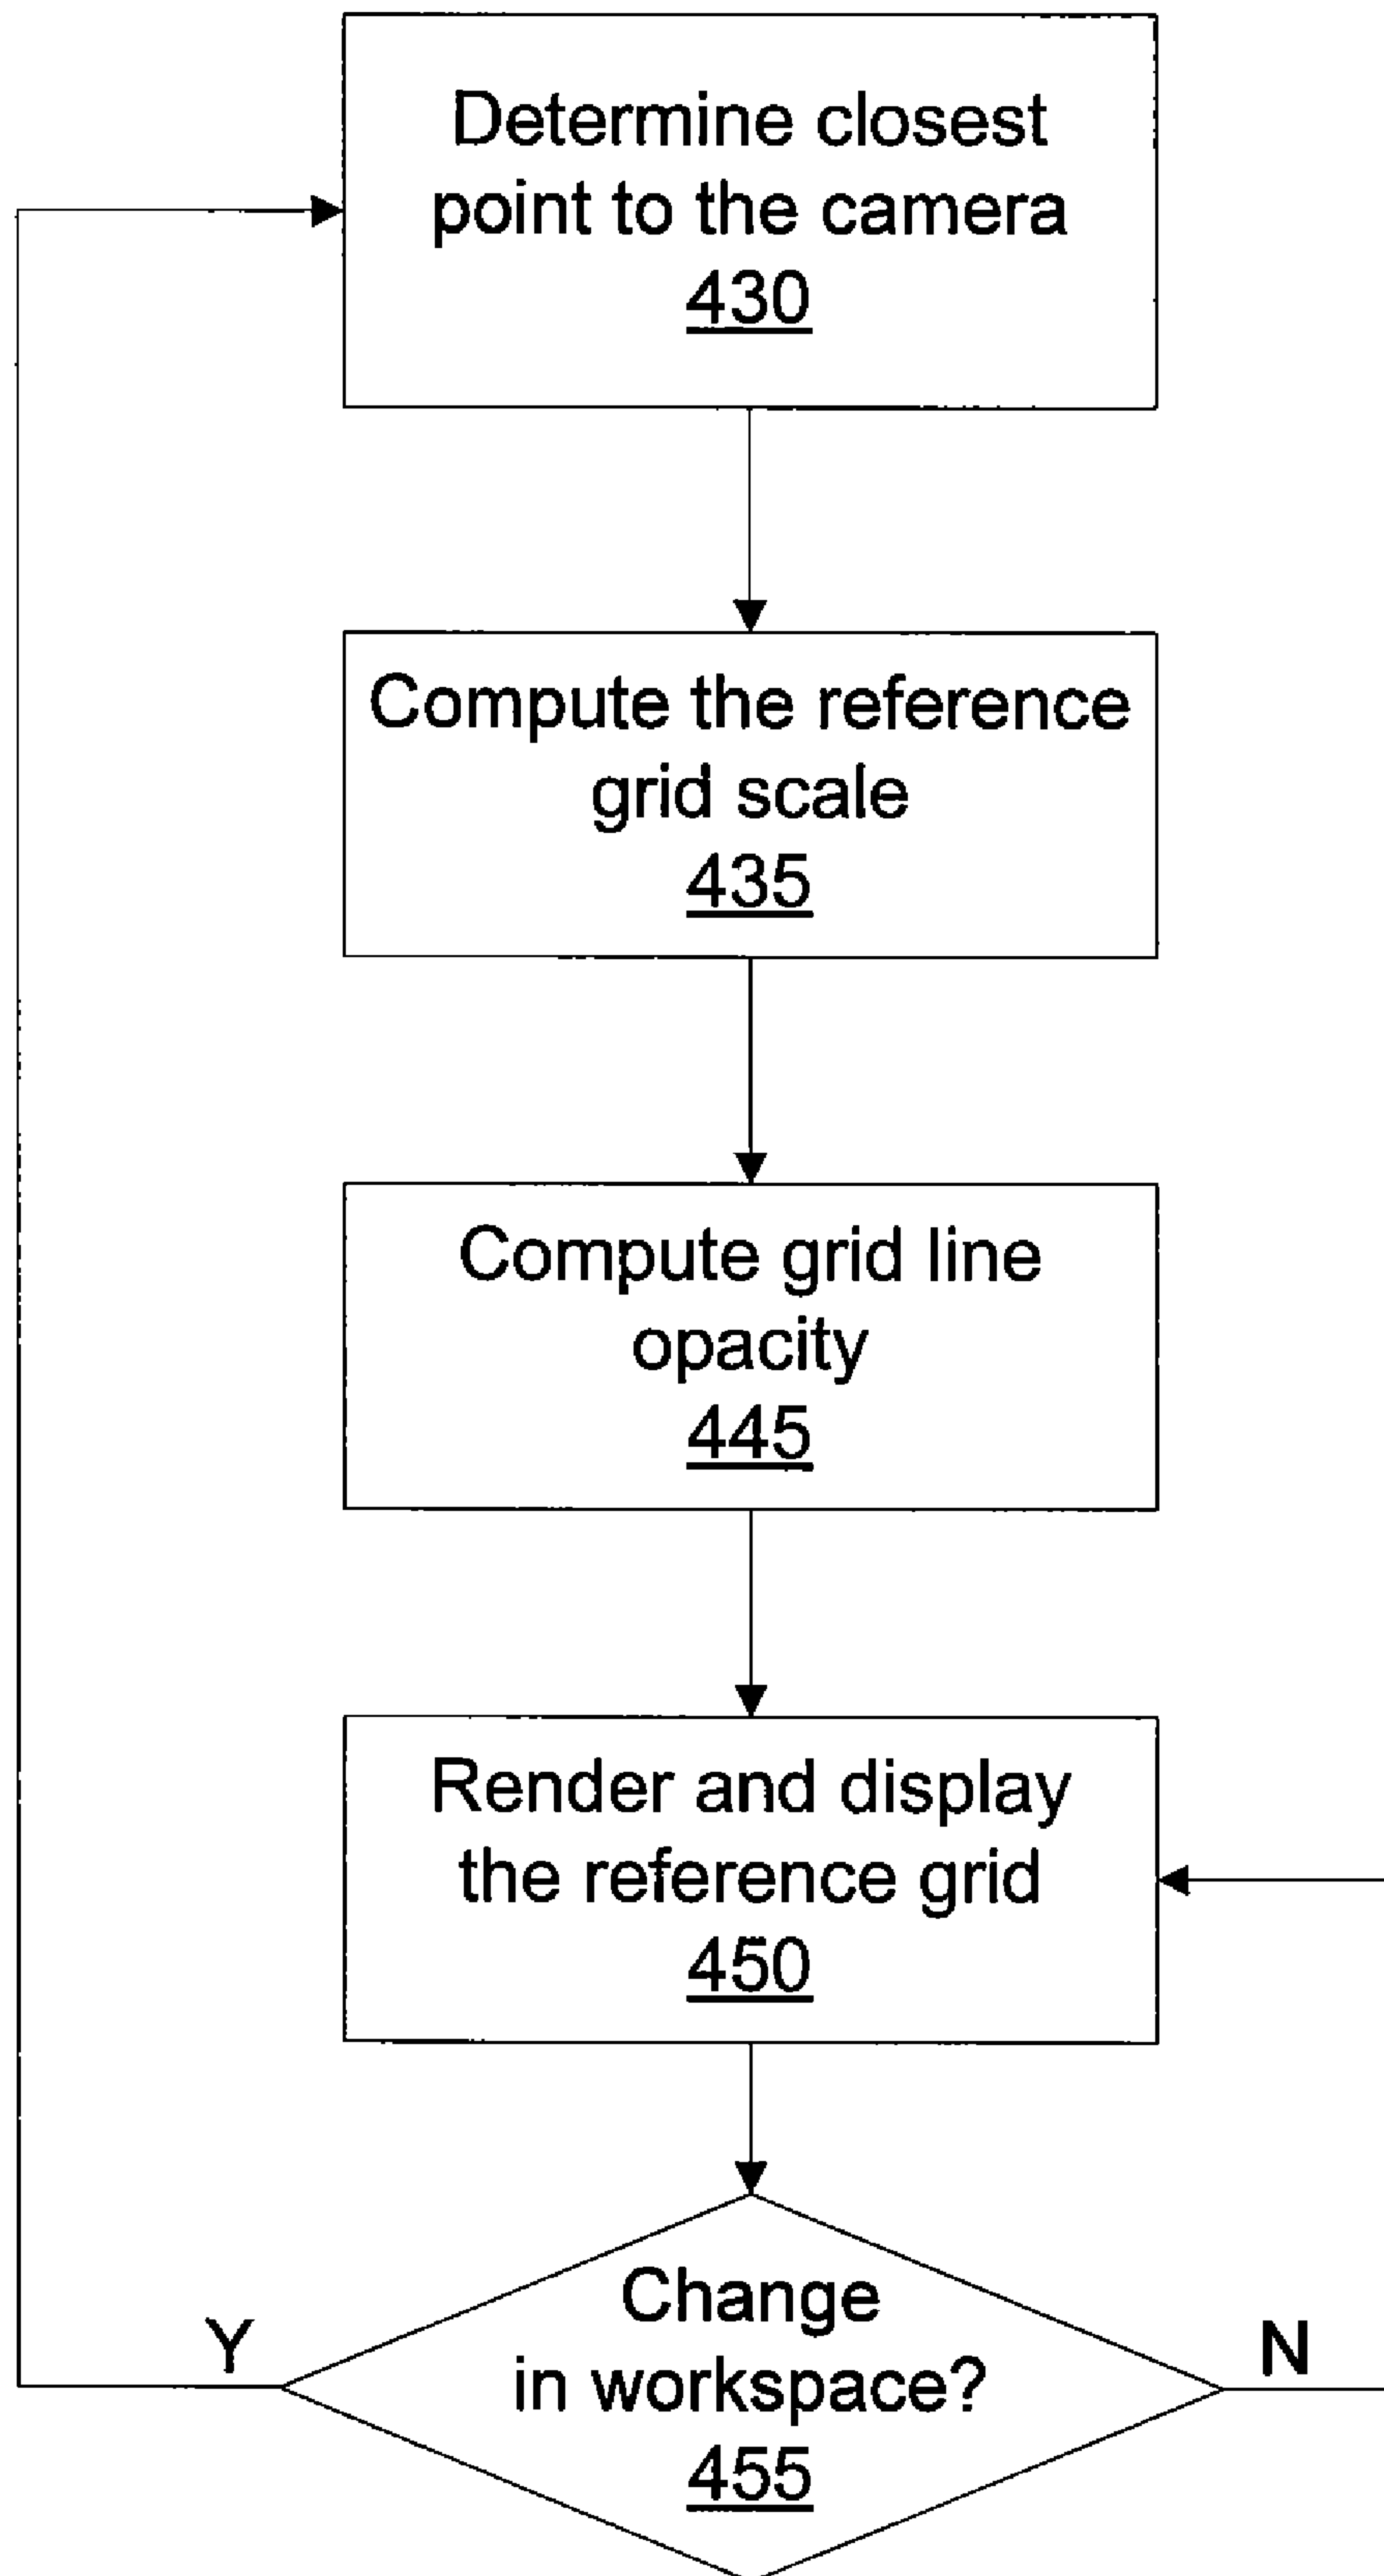 Determine closest
point to the camera
430
Compute the reference
grid scale
435
Compute grid line
opacity
445
Render and display
the reference grid
450
Change
in workspace?
455
Y
N